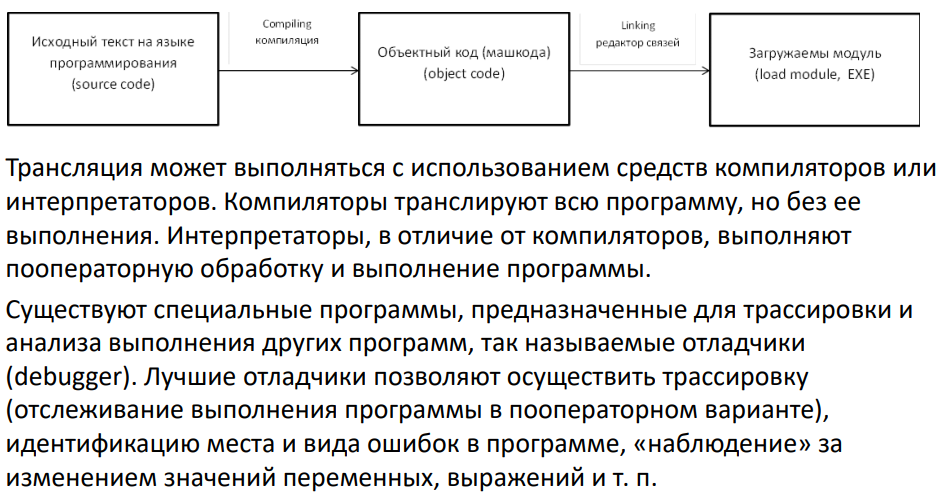 Исходный текст на языке
программирования
(source code)
Compiling
компиляция
Объектный код (машкода)
(object code)
Linking
редактор связей
Загружаемы модуль
(load module, EXE)
Трансляция может выполняться с использованием средств компиляторов или
интерпретаторов. Компиляторы транслируют всю программу, но без ее
выполнения. Интерпретаторы, в отличие от компиляторов, выполняют
пооператорную обработку и выполнение программы.
Существуют специальные программы, предназначенные для трассировки и
анализа выполнения других программ, так называемые отладчики
(debugger). Лучшие отладчики позволяют осуществить трассировку
(отслеживание выполнения программы в пооператорном варианте),
идентификацию места и вида ошибок в программе, «наблюдение» за
изменением значений переменных, выражений и т. п.